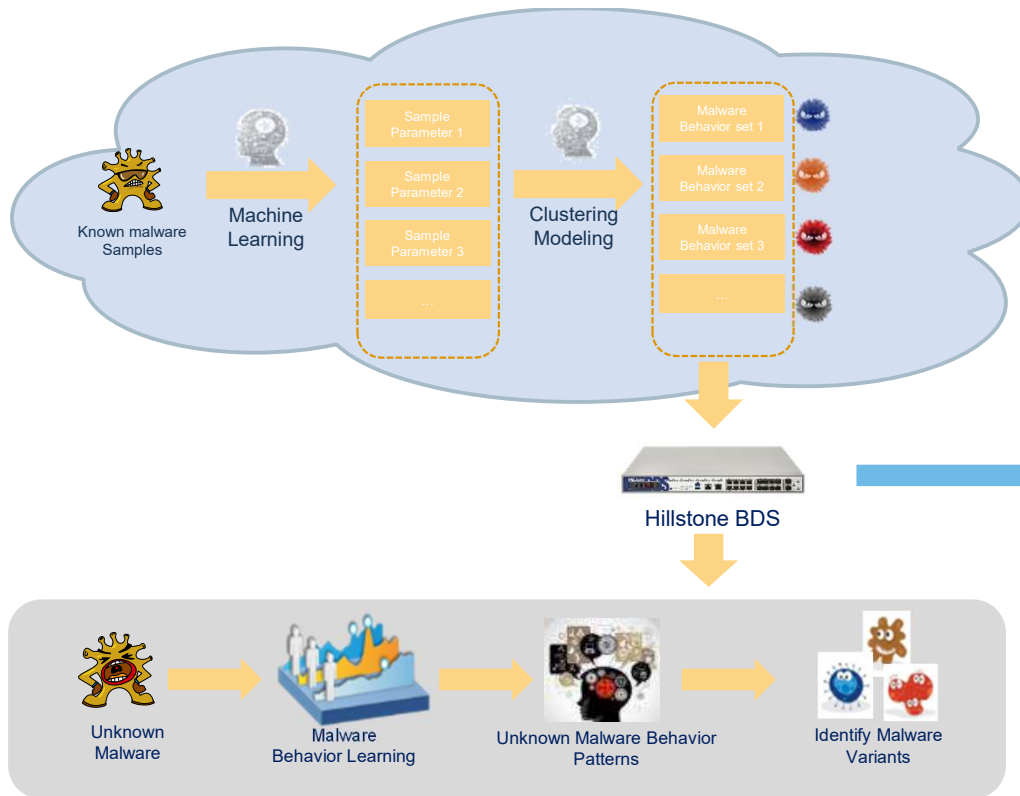 Known malware
Samples
Machine
Learning
Sample
Parameter 1
Sample
Parameter 2
Sample
Parameter 3
...
Clustering
Modeling
Malware
Behavior set 1
Malware
Behavior set 2
Malware
Behavior set 3
...
Hillstone BDS
Unknown
Malware
Malware
Behavior Learning
Unknown Malware Behavior
Patterns
Identify Malware
Variants